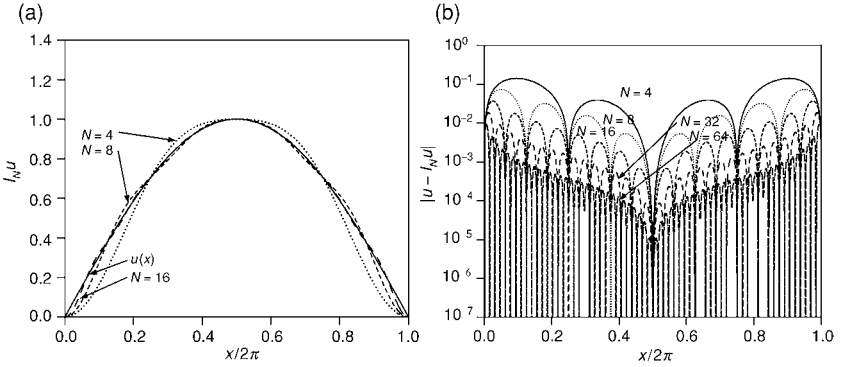 (a)
1.4
1.2
1.0
0.8
0.6
0.4
0.2
0.0
I_N u
N = 4
N = 8
u(x)
N = 16
0.0 0.2 0.4 0.6 0.8 1.0
x/2π
(b)
10^0
10^-1
10^-2
10^-3
10^4
10^5
10^6
10^7
|u − I_N u|
N = 4
N = 8
N = 16
N = 32
N = 64
0.0 0.2 0.4 0.6 0.8 1.0
x/2π